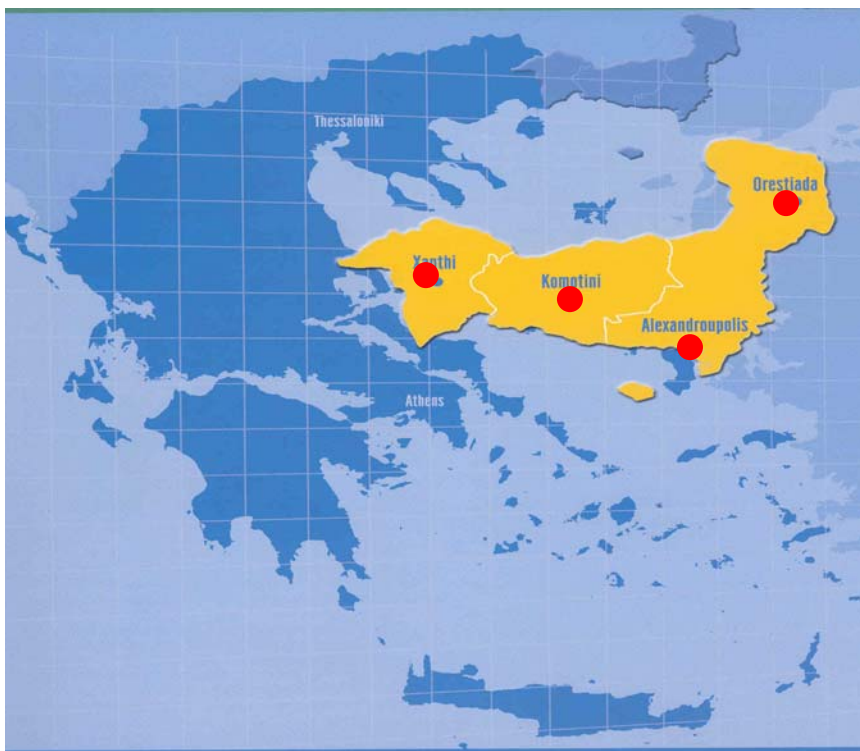 Thessaloniki
Orestiada
Xanthi
Komotini
Alexandroupolis
Athens